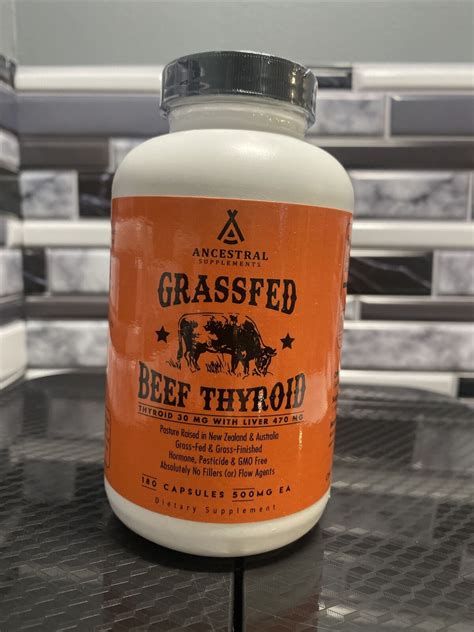 ANCESTRAL
SUPPLEMENTS
GRASSFED
BEEF THYROID
THYROID 30 MG WITH LIVER 470 MG
Pasture Raised in New Zealand & Australia
Grass-Fed & Grass-Finished
Hormone, Pesticide & GMO Free
Absolutely No Fillers (or) Flow Agents
180 CAPSULES 500MG EA
Dietary Supplement